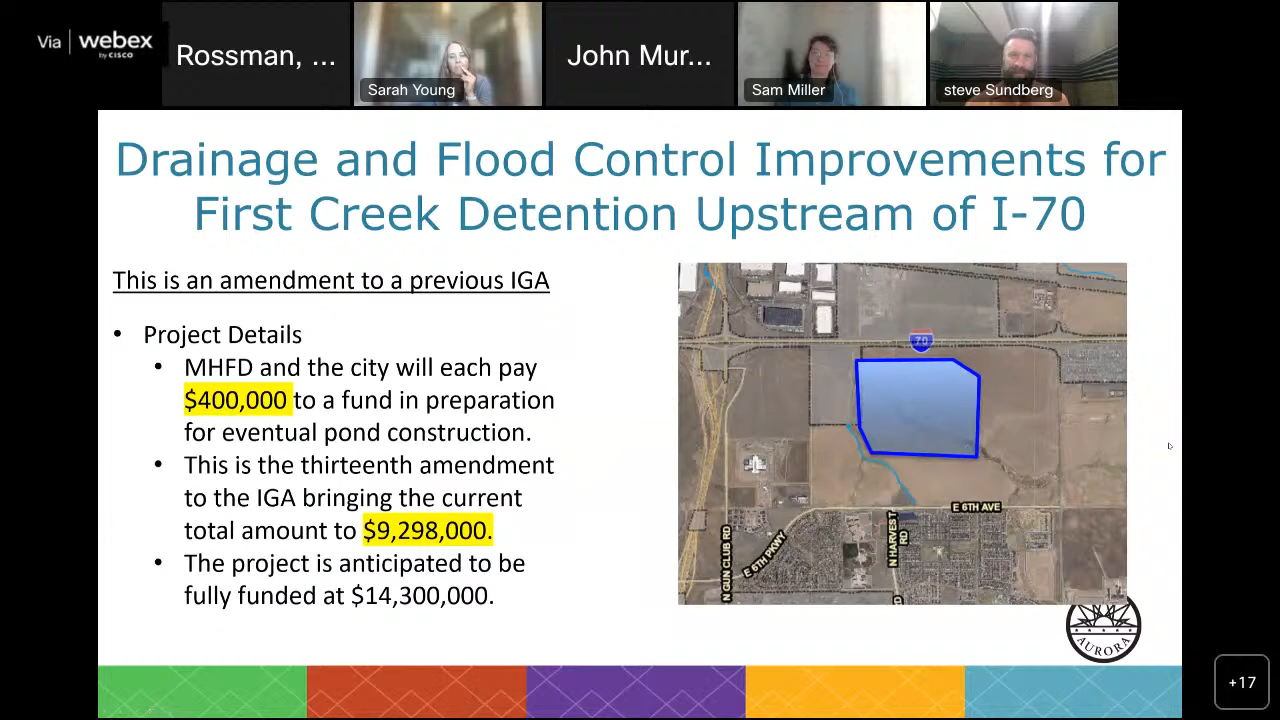 Via | webex
by CISCO
Rossman, ...
Sarah Young
John Mur...
Sam Miller
steve Sundberg
Drainage and Flood Control Improvements for
First Creek Detention Upstream of I-70
This is an amendment to a previous IGA
• Project Details
• MHFD and the city will each pay
$400,000 to a fund in preparation
for eventual pond construction.
• This is the thirteenth amendment
to the IGA bringing the current
total amount to $9,298,000.
• The project is anticipated to be
fully funded at $14,300,000.
70
E 6TH AVE
N GUN CLUB RD
E 6TH PKWY
N HARVEST
RD
AURORA
+17